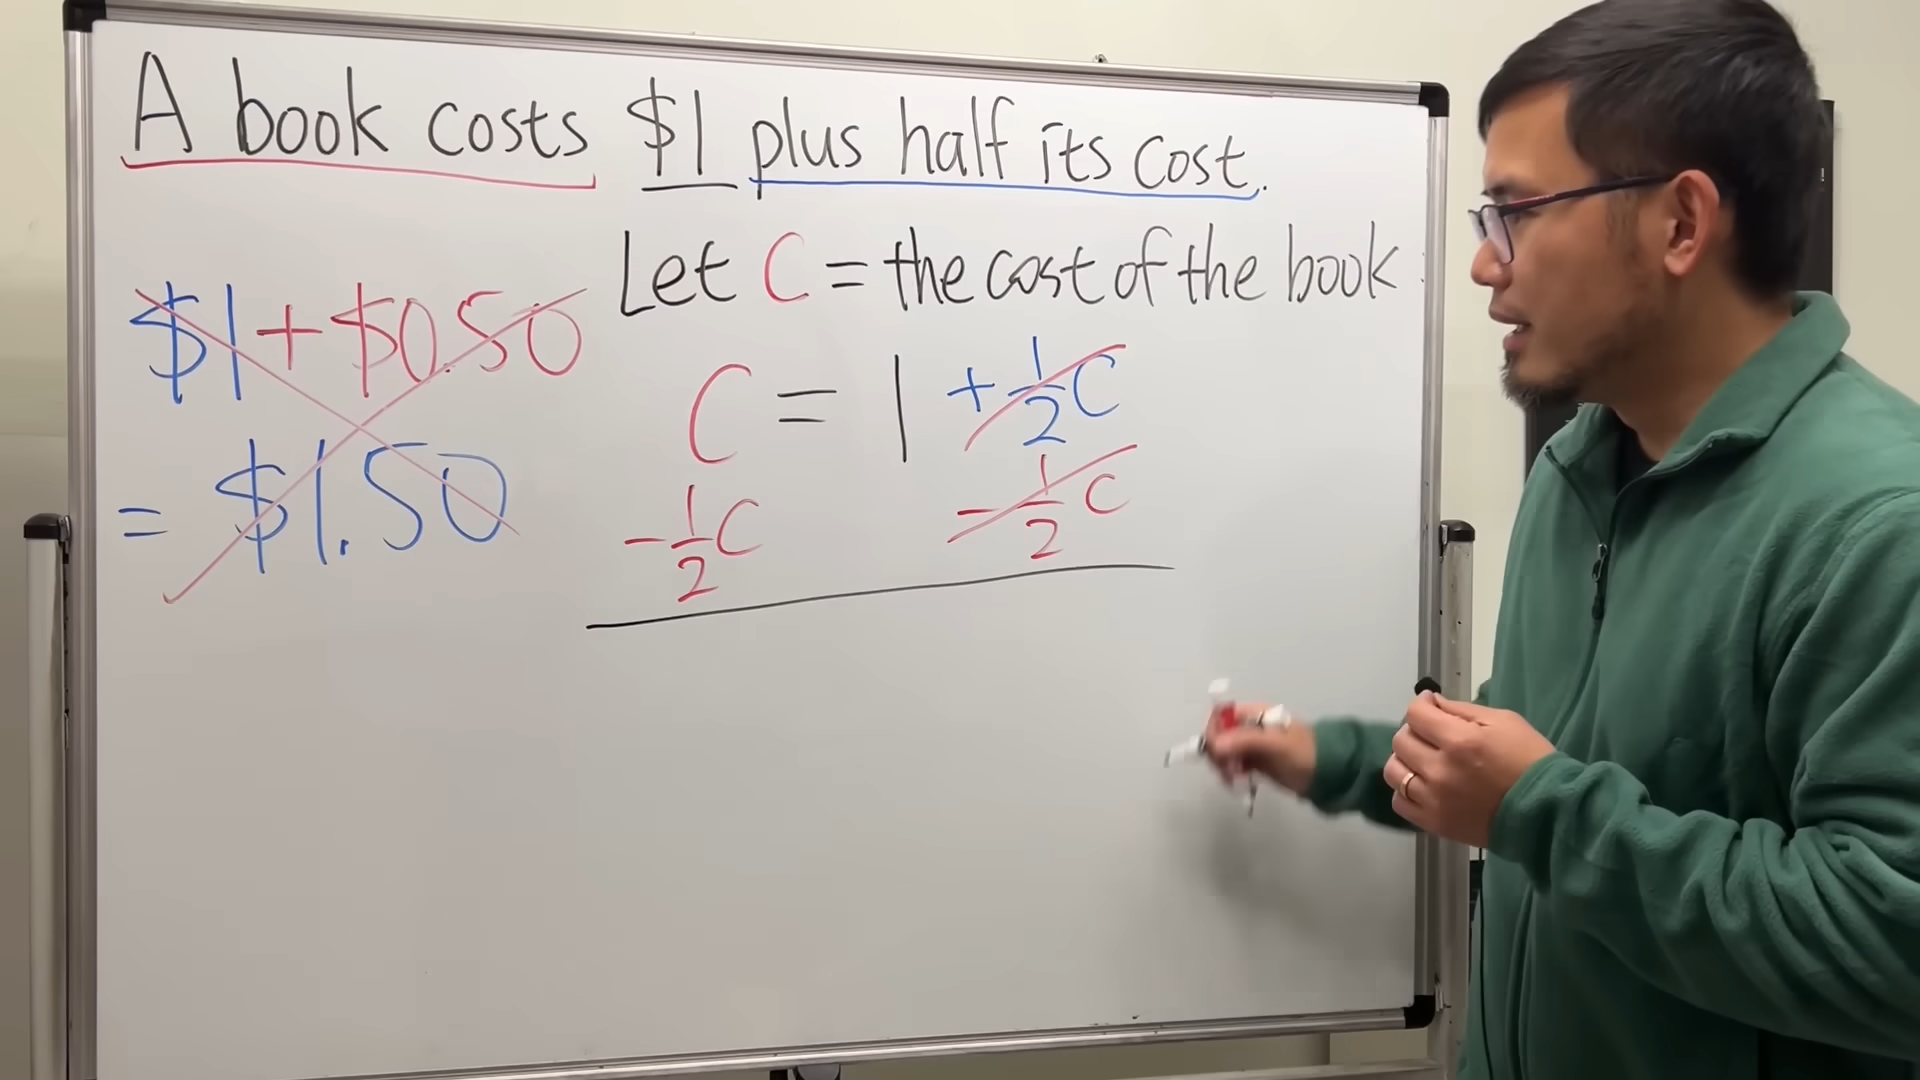 A book costs $1 plus half its cost.
Let C = the cost of the book
$1 + $0.50
= $1.50
C = 1 + 1/2 C
- 1/2 C - 1/2 C